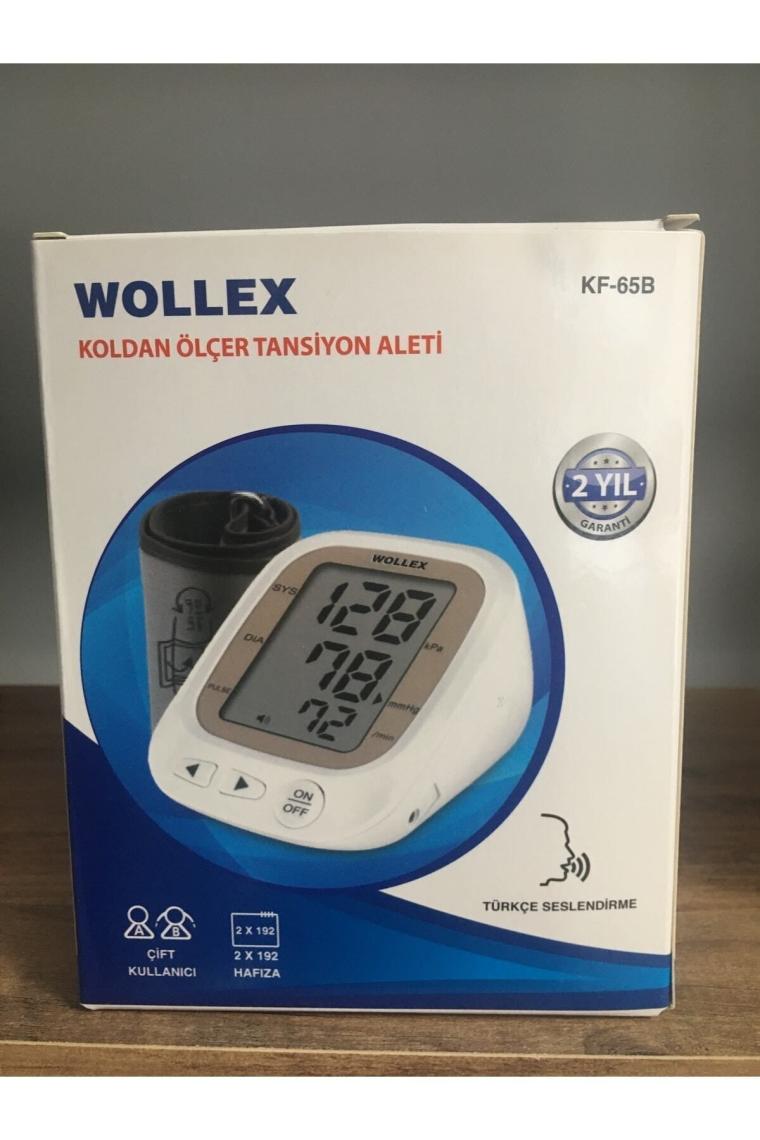 WOLLEX
KF-65B
KOLDAN ÖLÇER TANSİYON ALETİ
2 YIL
GARANTİ
WOLLEX
SYS
128
kPa
DIA
78
mmHg
PULSE
72
/min
ON
OFF
TÜRKÇE SESLENDİRME
A B
2 X 192
ÇİFT
KULLANICI
2 X 192
HAFIZA